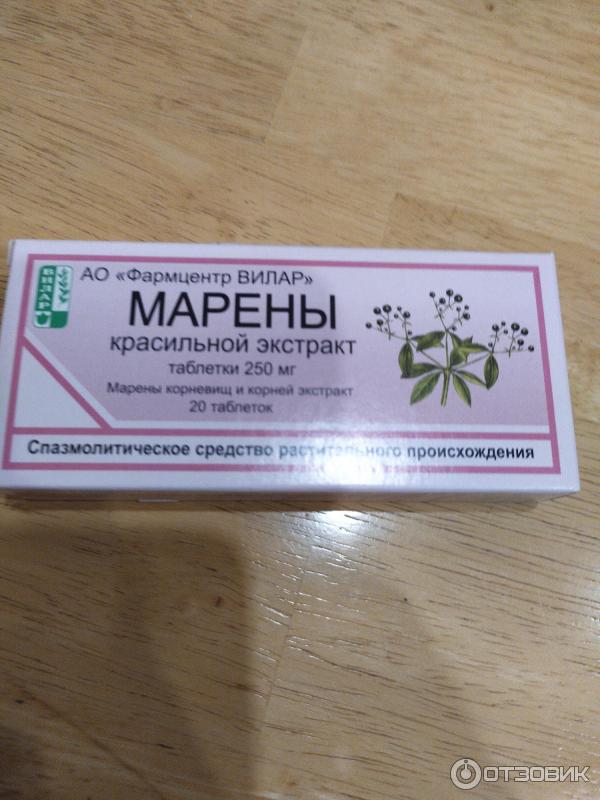 ВИЛАР
АО «Фармцентр ВИЛАР»
МАРЕНЫ
красильной экстракт
таблетки 250 мг
Марены корневищ и корней экстракт
20 таблеток
Спазмолитическое средство растительного происхождения
ОТЗОВИК